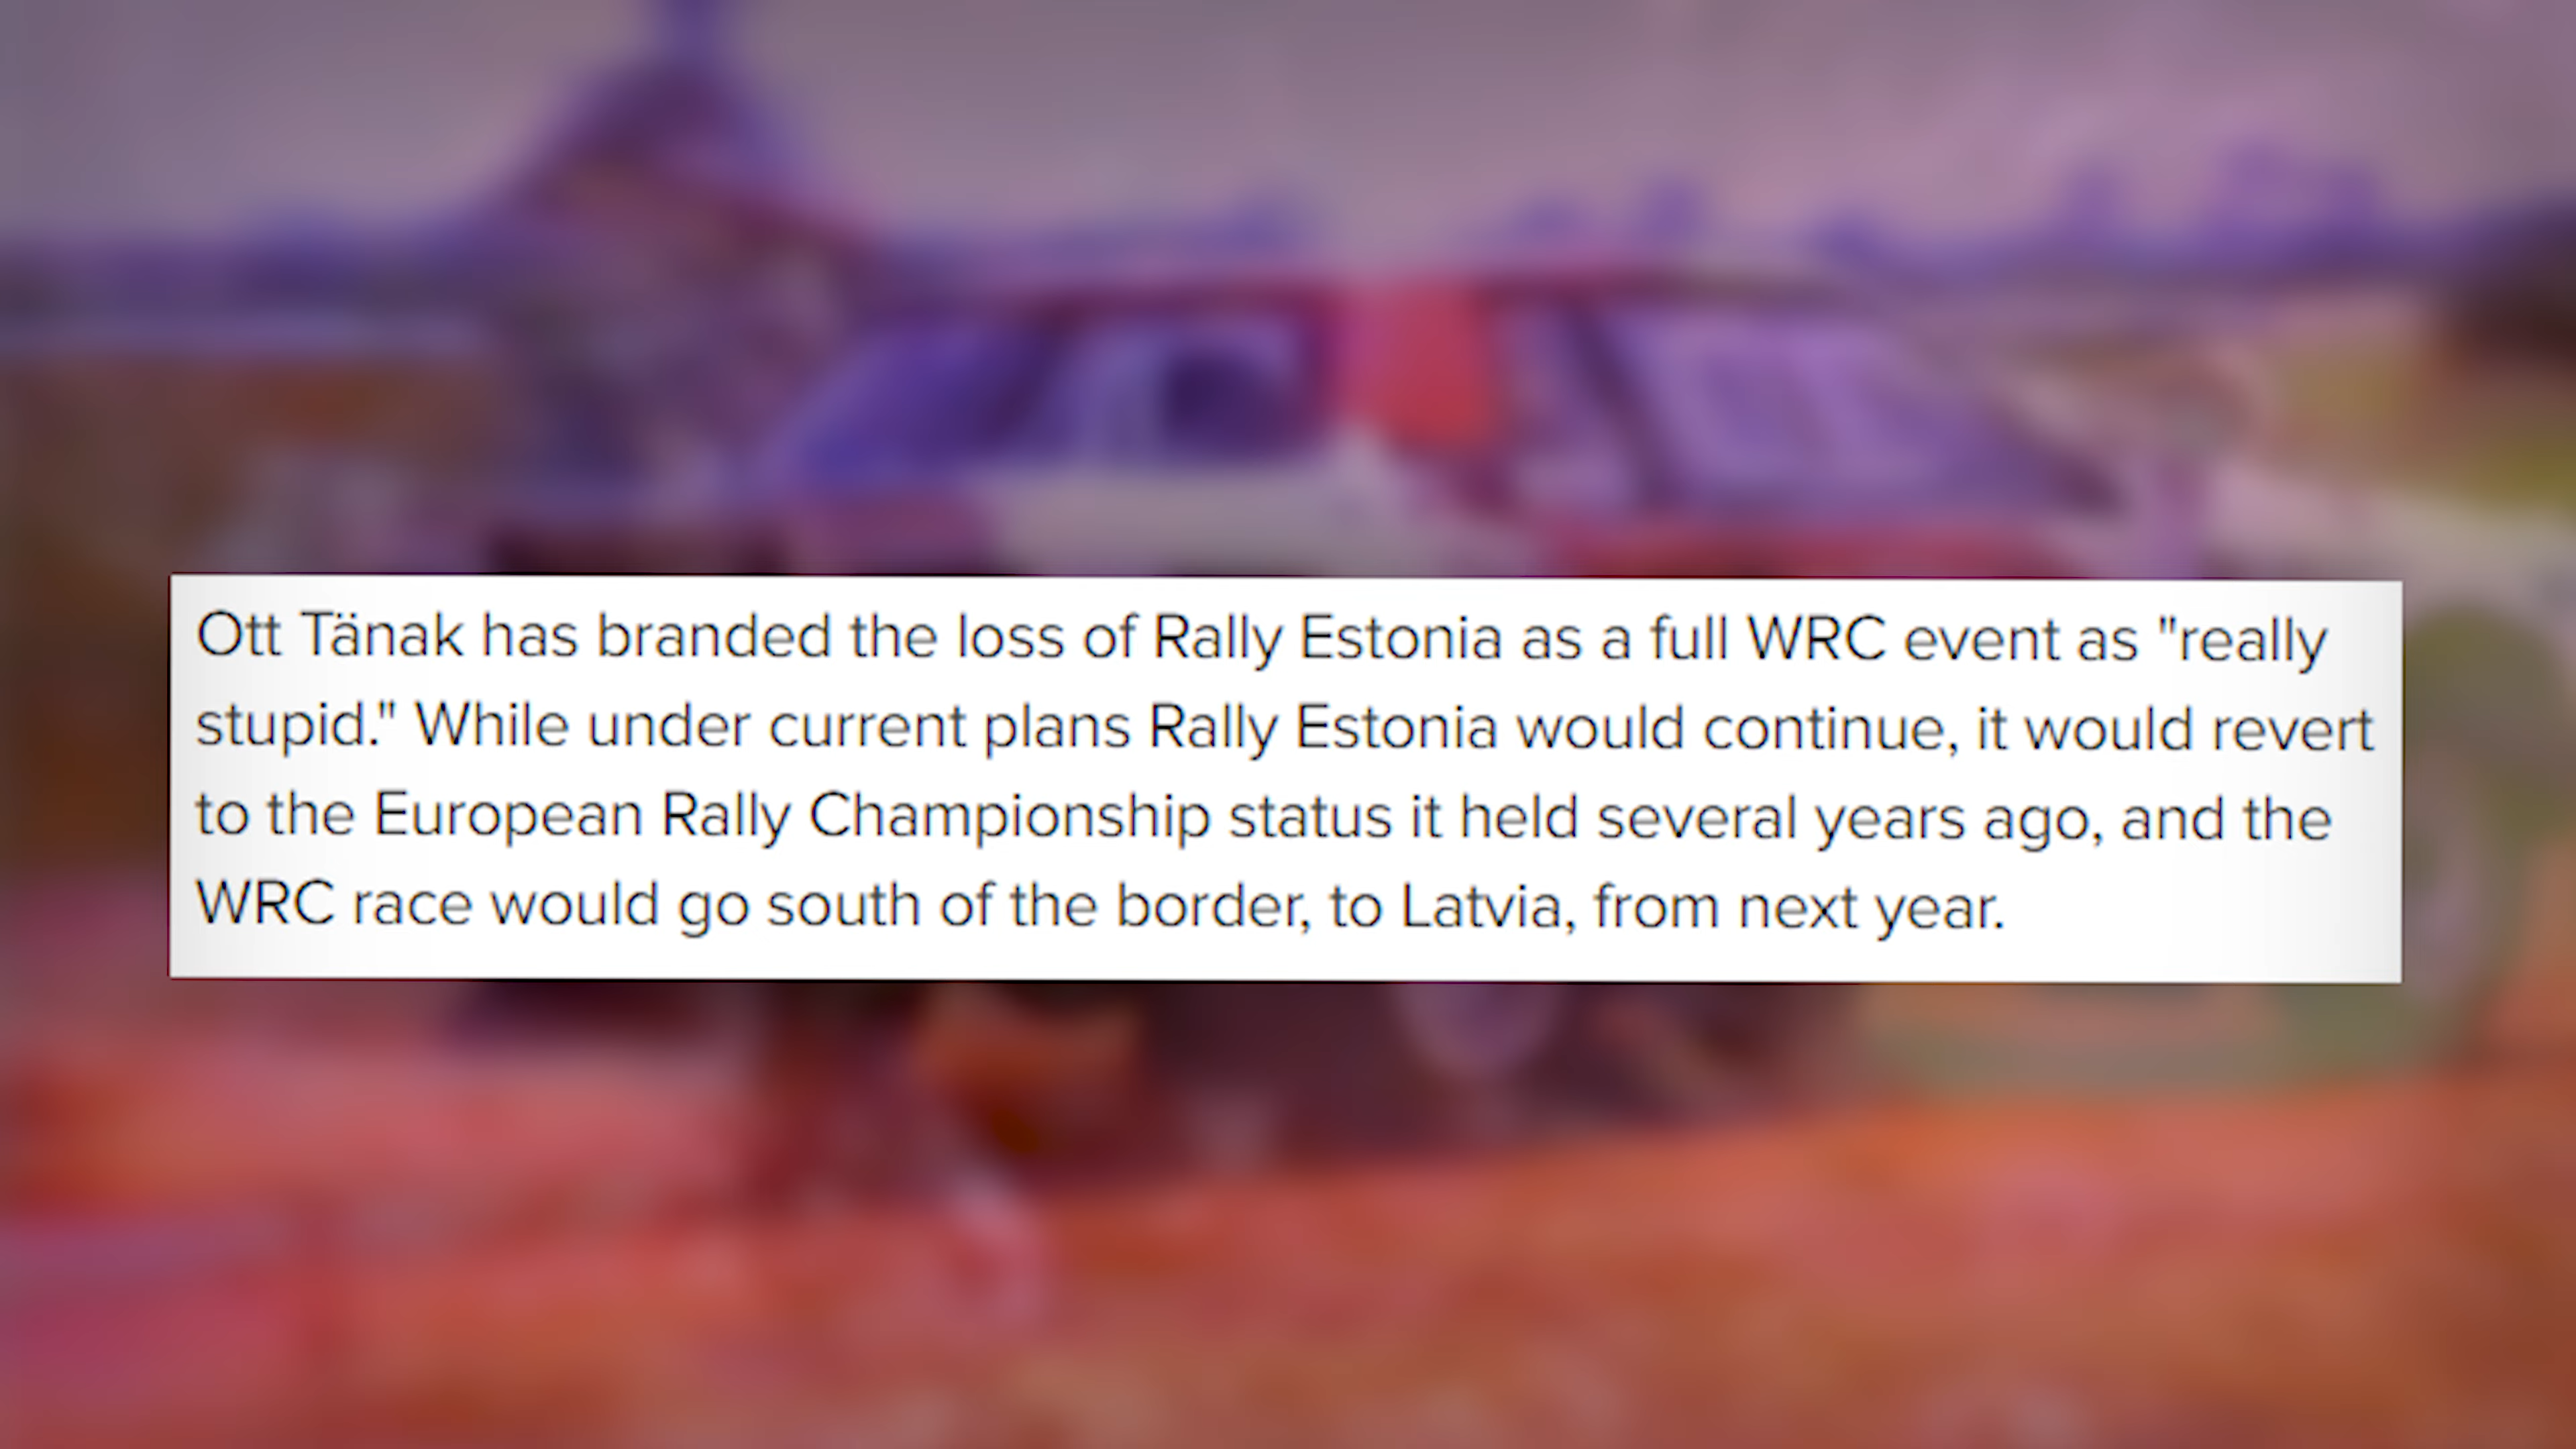 Ott Tänak has branded the loss of Rally Estonia as a full WRC event as "really
stupid." While under current plans Rally Estonia would continue, it would revert
to the European Rally Championship status it held several years ago, and the
WRC race would go south of the border, to Latvia, from next year.